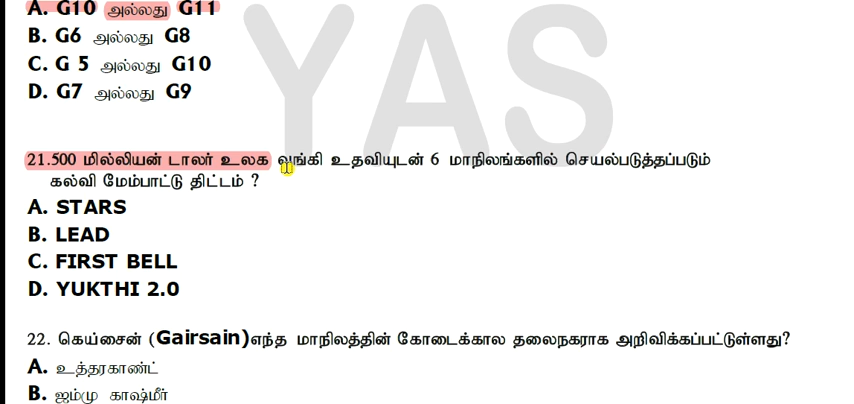 A. G10 அல்லது G11
B. G6 அல்லது G8
C. G 5 அல்லது G10
D. G7 அல்லது G9
YAS
21.500 மில்லியன் டாலர் உலக வங்கி உதவியுடன் 6 மாநிலங்களில் செயல்படுத்தப்படும்
கல்வி மேம்பாட்டு திட்டம் ?
A. STARS
B. LEAD
C. FIRST BELL
D. YUKTHI 2.0
22. கெய்சைன் (Gairsain)எந்த மாநிலத்தின் கோடைக்கால தலைநகராக அறிவிக்கப்பட்டுள்ளது?
A. உத்தரகாண்ட்
B. ஜம்மு காஷ்மீர்